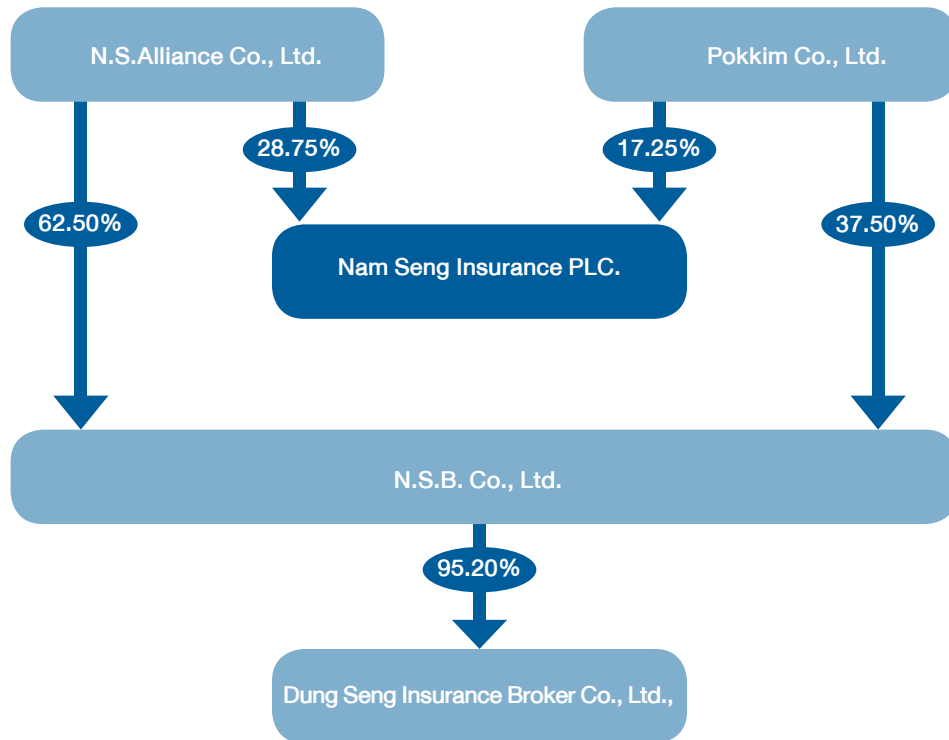 N.S.Alliance Co., Ltd.
Pokkim Co., Ltd.
28.75%
17.25%
62.50%
37.50%
Nam Seng Insurance PLC.
N.S.B. Co., Ltd.
95.20%
Dung Seng Insurance Broker Co., Ltd.,